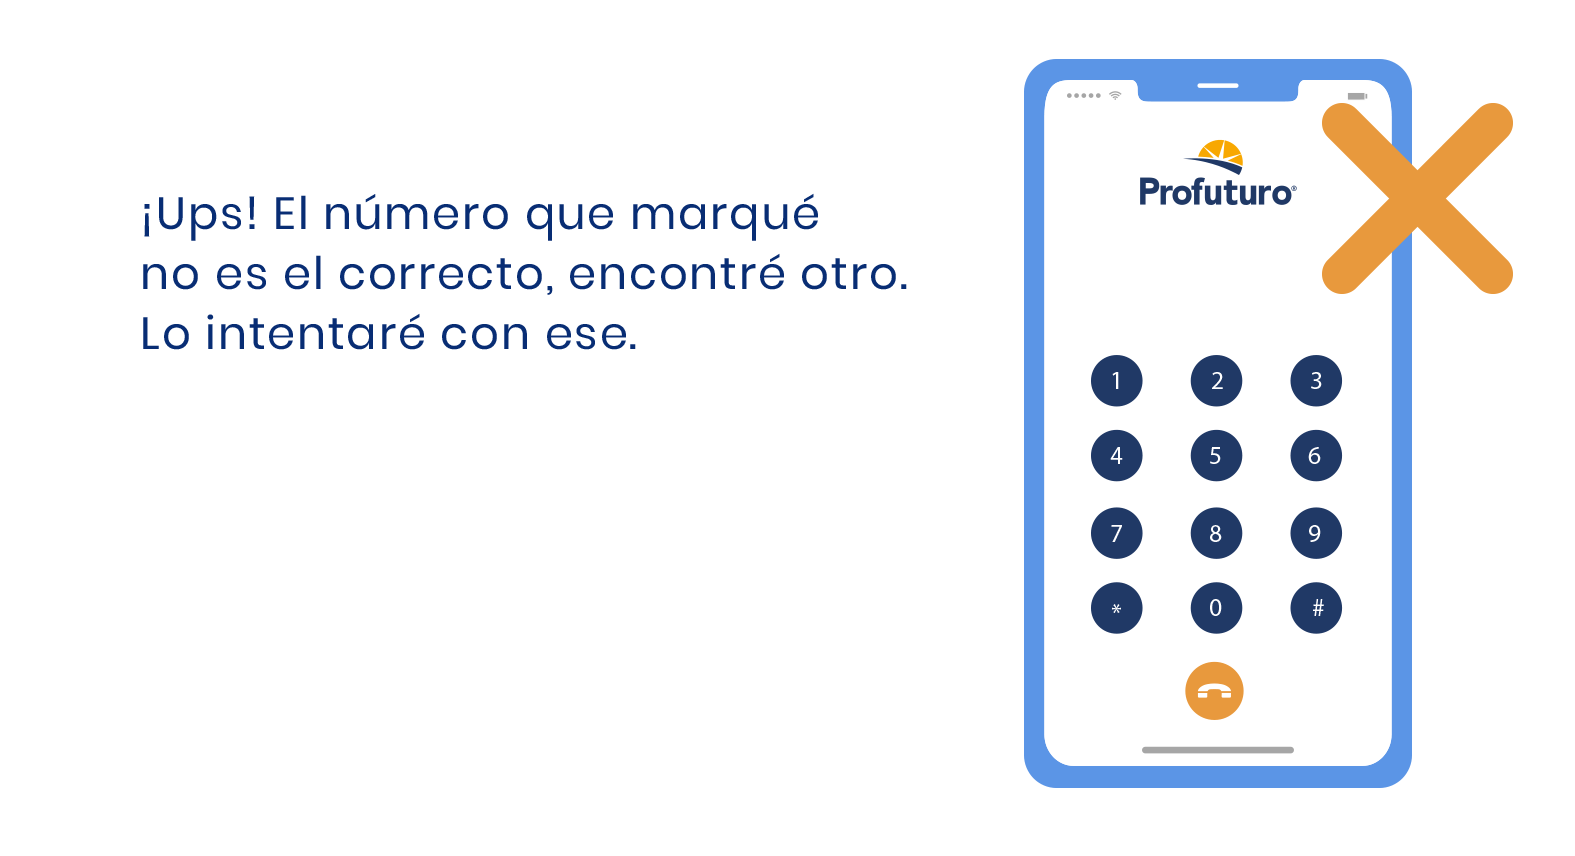 ¡Ups! El número que marqué
no es el correcto, encontré otro.
Lo intentaré con ese.
Profuturo®
1 2 3
4 5 6
7 8 9
* 0 #